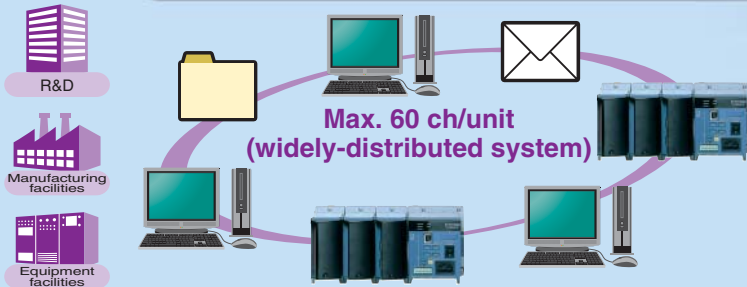 R&D
Manufacturing
facilities
Equipment
facilities
Max. 60 ch/unit
(widely-distributed system)